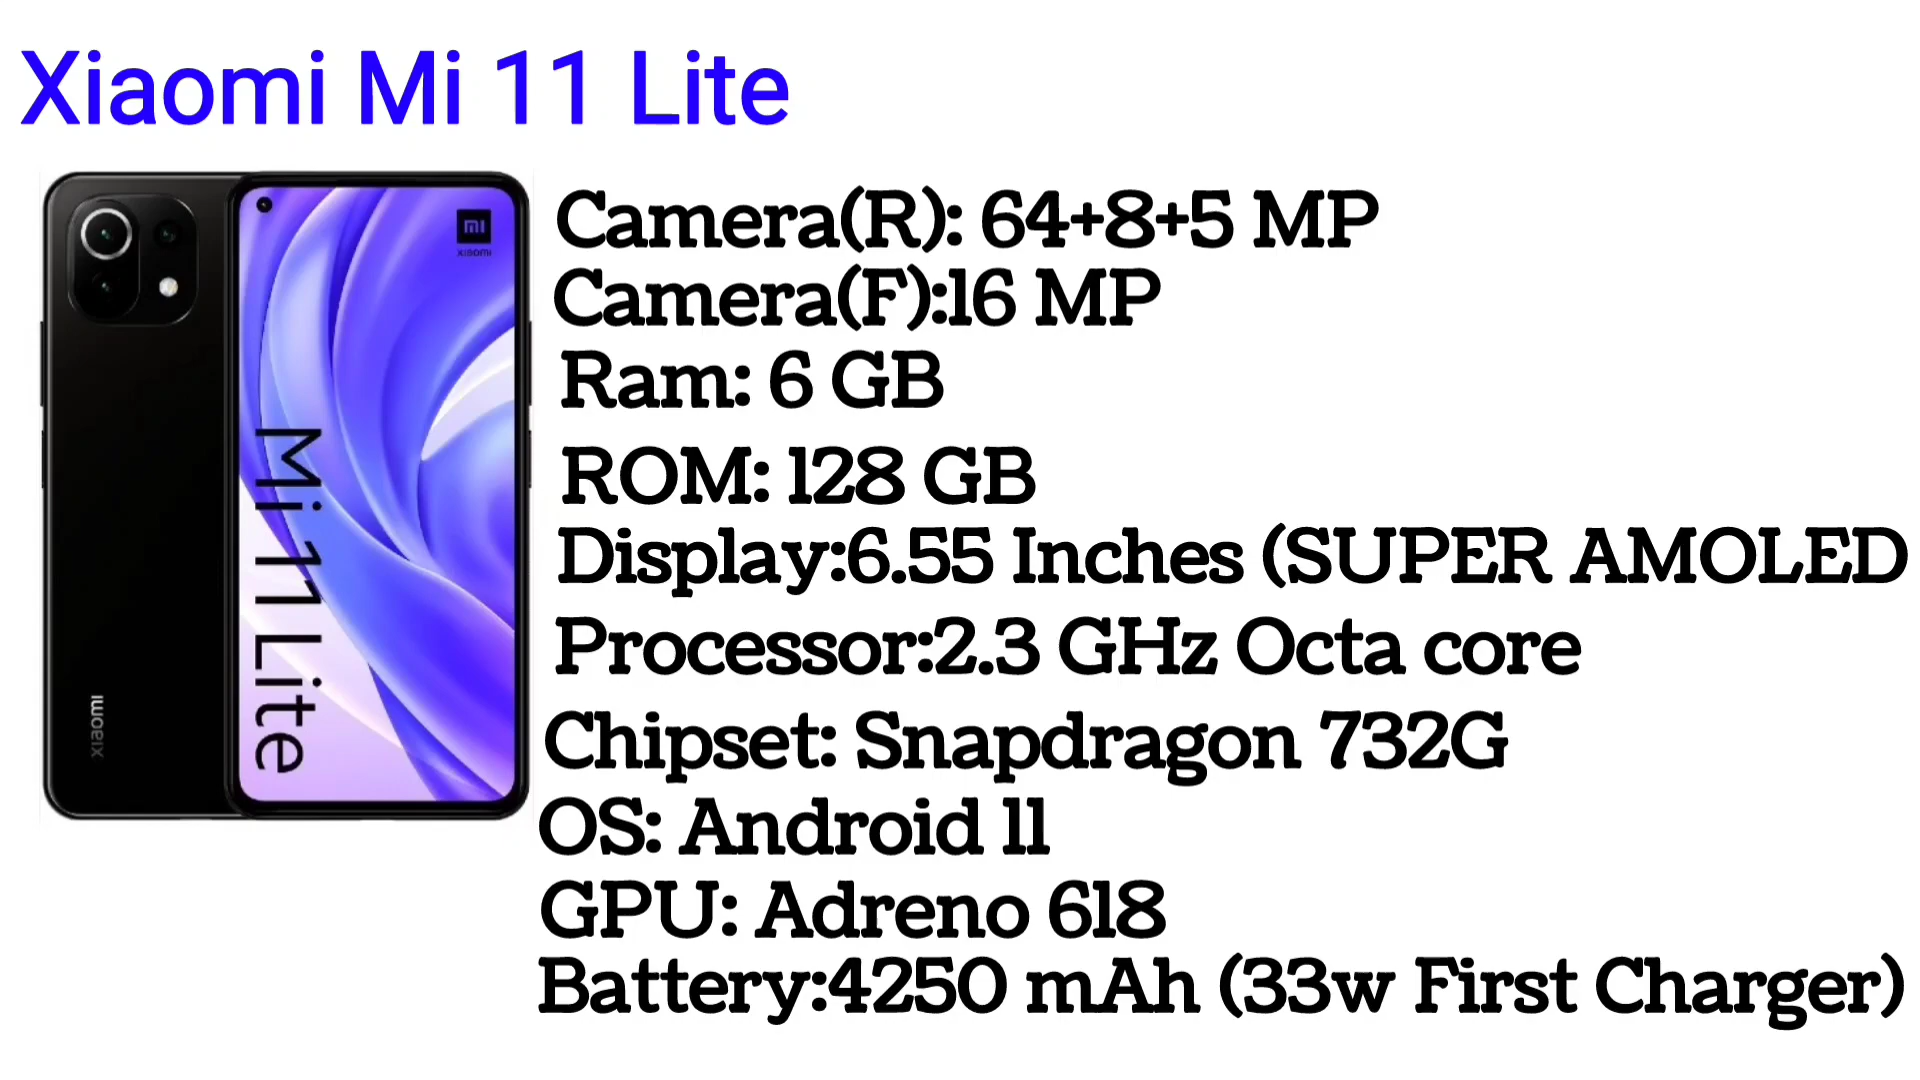 Xiaomi Mi 11 Lite
Camera(R): 64+8+5 MP
Camera(F):16 MP
Ram: 6 GB
ROM: 128 GB
Display:6.55 Inches (SUPER AMOLED
Processor:2.3 GHz Octa core
Chipset: Snapdragon 732G
OS: Android 11
GPU: Adreno 618
Battery:4250 mAh (33w First Charger)
mi
xiaomi
Mi 11 Lite
xiaomi